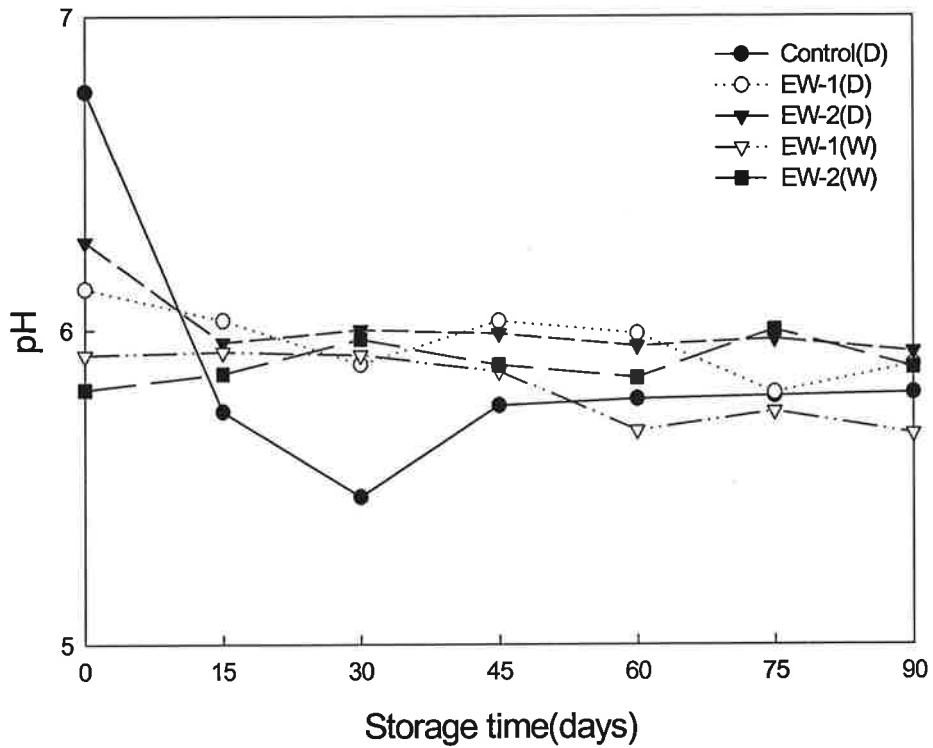 7
6
5
pH
Control(D)
EW-1(D)
EW-2(D)
EW-1(W)
EW-2(W)
0 15 30 45 60 75 90
Storage time(days)